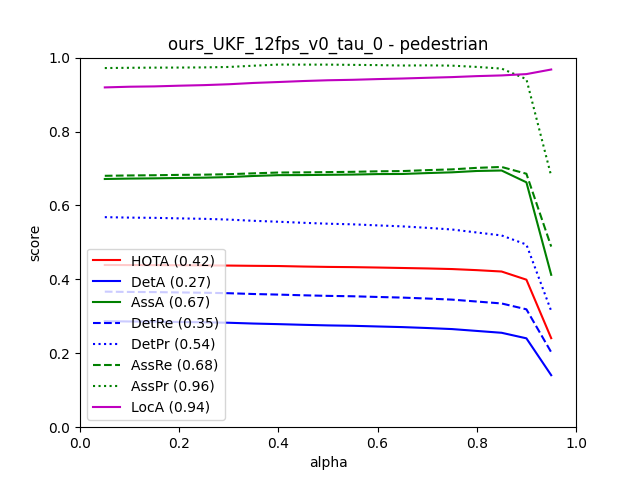 ours_UKF_12fps_v0_tau_0 - pedestrian
score
1.0
0.8
0.6
0.4
0.2
0.0
HOTA (0.42)
DetA (0.27)
AssA (0.67)
DetRe (0.35)
DetPr (0.54)
AssRe (0.68)
AssPr (0.96)
LocA (0.94)
0.0 0.2 0.4 0.6 0.8 1.0
alpha